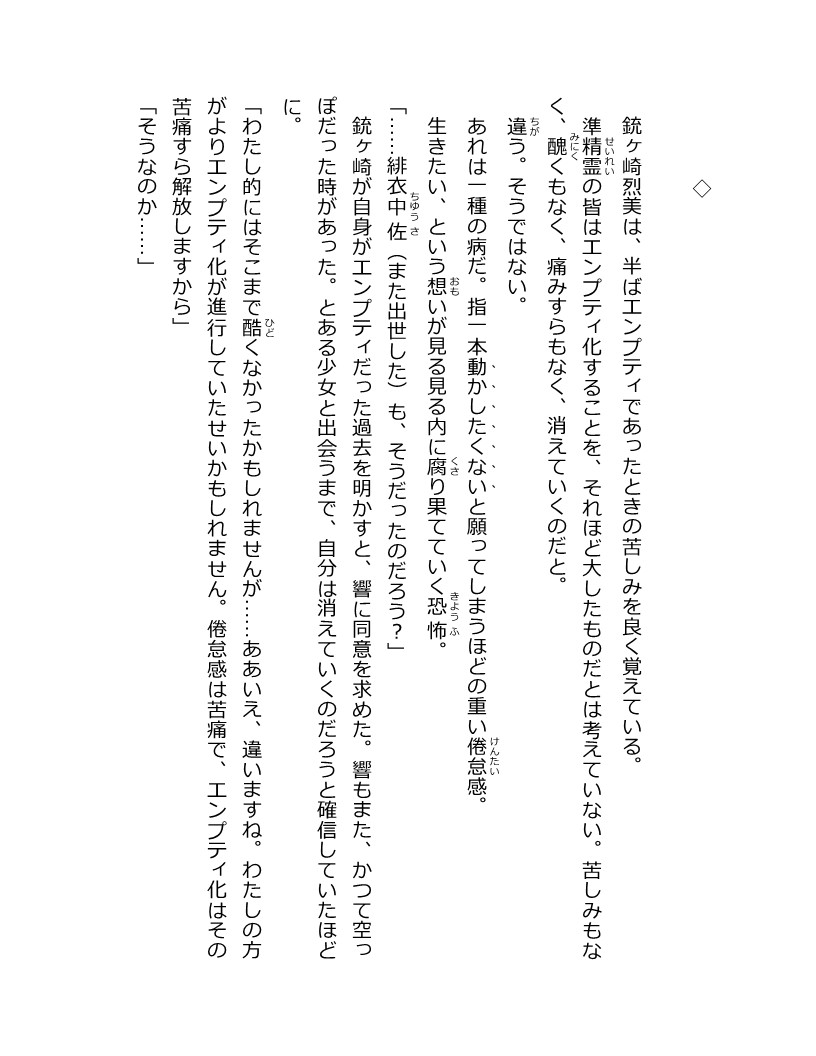 ◇
銃ヶ崎烈美は、半ばエンプティであったときの苦しみを良く覚えている。
準精霊の皆はエンプティ化することを、それほど大したものだとは考えていない。苦しみもな
く、醜くもなく、痛みすらもなく、消えていくのだと。
違う。そうではない。
あれは一種の病だ。指一本動かしたくないと願ってしまうほどの重い倦怠感。
生きたい、という想いが見る見る内に腐り果てていく恐怖。
「……緋衣中佐（また出世した）も、そうだったのだろう？」
銃ヶ崎が自身がエンプティだった過去を明かすと、響に同意を求めた。響もまた、かつて空っ
ぽだった時があった。とある少女と出会うまで、自分は消えていくのだろうと確信していたほど
に。
「わたし的にはそこまで酷くなかったかもしれませんが……ああいえ、違いますね。わたしの方
がよりエンプティ化が進行していたせいかもしれません。倦怠感は苦痛で、エンプティ化はその
苦痛すら解放しますから」
「そうなのか……」